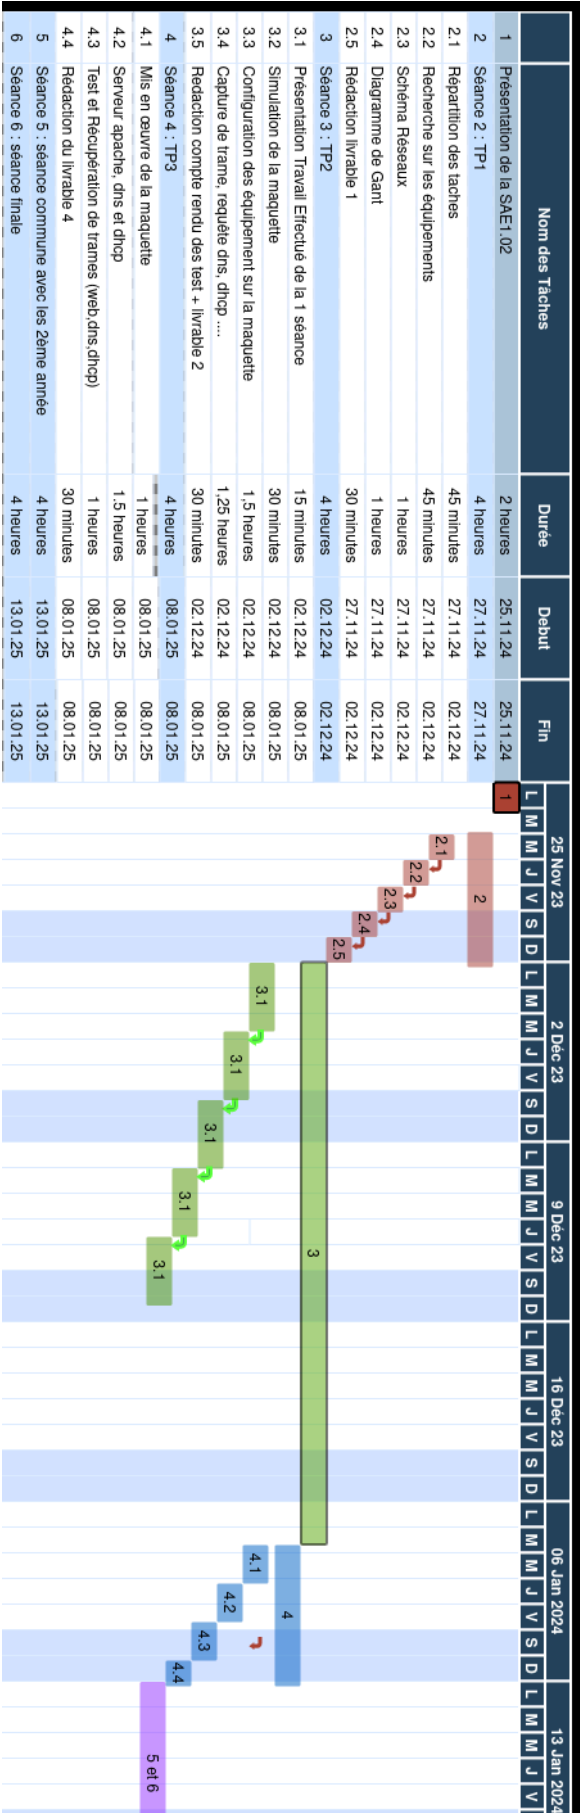 Nom des Tâches Durée Debut Fin 25 Nov 23 2 Déc 23 9 Déc 23 16 Déc 23 06 Jan 2024 13 Jan 2024
L M M J V S D L M M J V S D L M M J V S D L M M J V S D L M M J V S D L M M J V
1 Présentation de la SAE1.02 2 heures 25.11.24 25.11.24 1
2 Séance 2 : TP1 4 heures 27.11.24 27.11.24 2
2.1 Répartition des taches 45 minutes 27.11.24 02.12.24 2.1
2.2 Recherche sur les équipements 45 minutes 27.11.24 02.12.24 2.2
2.3 Schéma Réseaux 1 heures 27.11.24 02.12.24 2.3
2.4 Diagramme de Gant 1 heures 27.11.24 02.12.24 2.4
2.5 Rédaction livrable 1 30 minutes 27.11.24 02.12.24 2.5
3 Séance 3 : TP2 4 heures 02.12.24 02.12.24 3
3.1 Présentation Travail Effectué de la 1 séance 15 minutes 02.12.24 08.01.25
3.2 Simulation de la maquette 30 minutes 02.12.24 08.01.25 4
3.3 Configuration des équipement sur la maquette 1,5 heures 02.12.24 08.01.25 3.1 4.1
3.4 Capture de trame, requête dns, dhcp .... 1,25 heures 02.12.24 08.01.25 3.1 4.2
3.5 Redaction compte rendu des test + livrable 2 30 minutes 02.12.24 08.01.25 3.1 4.3
4 Séance 4 : TP3 4 heures 08.01.25 08.01.25 3.1 4.4
4.1 Mis en œuvre de la maquette 1 heures 08.01.25 08.01.25 3.1 5 et 6
4.2 Serveur apache, dns et dhcp 1.5 heures 08.01.25 08.01.25
4.3 Test et Récupération de trames (web,dns,dhcp) 1 heures 08.01.25 08.01.25
4.4 Rédaction du livrable 4 30 minutes 08.01.25 08.01.25
5 Séance 5 : séance commune avec les 2ème année 4 heures 13.01.25 13.01.25
6 Séance 6 : séance finale 4 heures 13.01.25 13.01.25